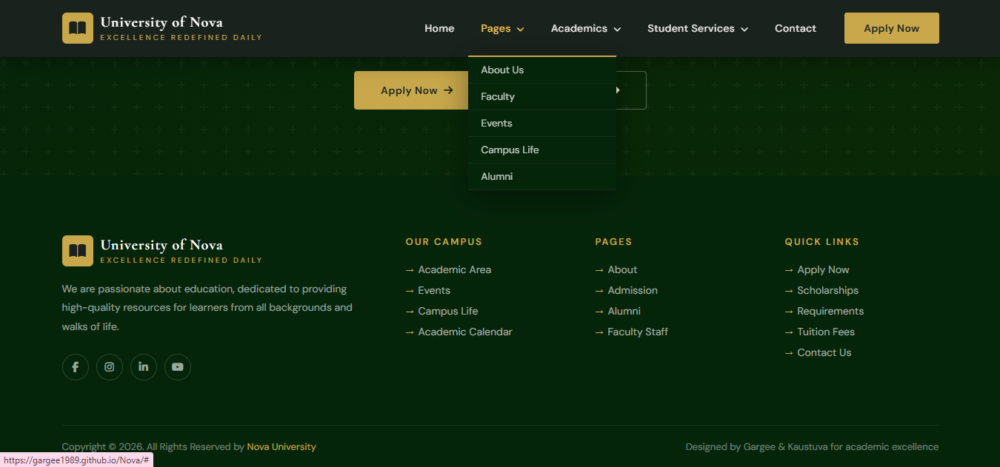 University of Nova
EXCELLENCE REDEFINED DAILY
Home
Pages
Academics
Student Services
Contact
Apply Now
About Us
Faculty
Events
Campus Life
Alumni
Apply Now →
University of Nova
EXCELLENCE REDEFINED DAILY
We are passionate about education, dedicated to providing
high-quality resources for learners from all backgrounds and
walks of life.
OUR CAMPUS
→ Academic Area
→ Events
→ Campus Life
→ Academic Calendar
PAGES
→ About
→ Admission
→ Alumni
→ Faculty Staff
QUICK LINKS
→ Apply Now
→ Scholarships
→ Requirements
→ Tuition Fees
→ Contact Us
Copyright © 2026. All Rights Reserved by Nova University
Designed by Gargee & Kaustuva for academic excellence
https://gargee1989.github.io/Nova/#